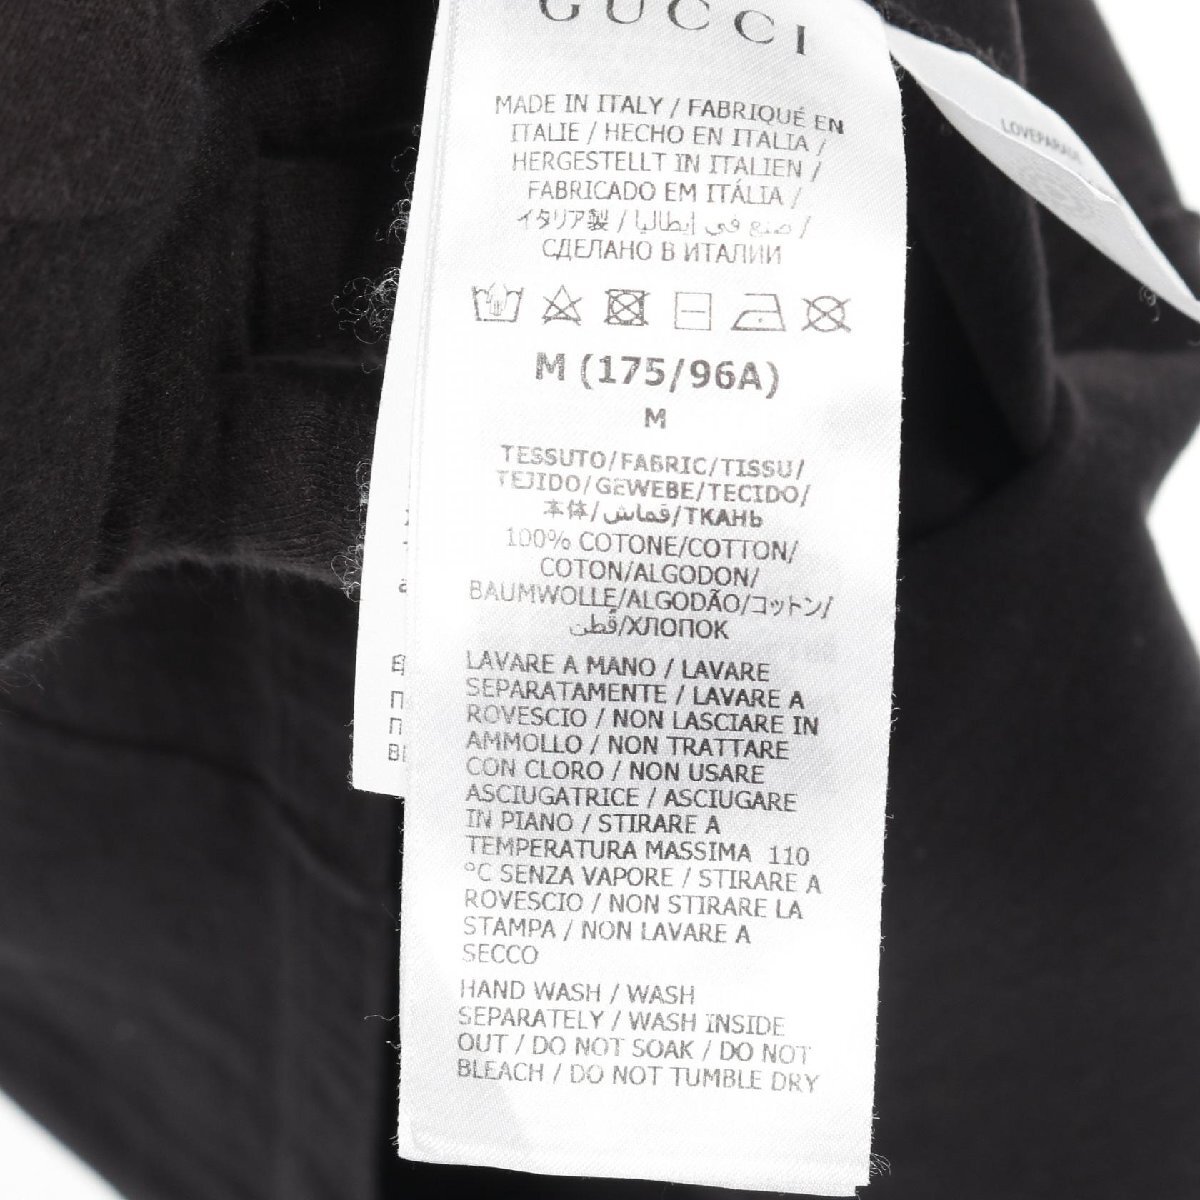 GUCCI
MADE IN ITALY / FABRIQUÉ EN
ITALIE / HECHO EN ITALIA /
HERGESTELLT IN ITALIEN /
FABRICADO EM ITÁLIA /
イタリア製 / صنع في إيطاليا /
СДЕЛАНО В ИТАЛИИ
M (175/96A)
M
TESSUTO/FABRIC/TISSU/
TEJIDO/GEWEBE/TECIDO/
本体/قماش/ТКАНЬ
100% COTONE/COTTON/
COTON/ALGODON/
BAUMWOLLE/ALGODÃO/コットン/
قطن/ХЛОПОК
LAVARE A MANO / LAVARE
SEPARATAMENTE / LAVARE A
ROVESCIO / NON LASCIARE IN
AMMOLLO / NON TRATTARE
CON CLORO / NON USARE
ASCIUGATRICE / ASCIUGARE
IN PIANO / STIRARE A
TEMPERATURA MASSIMA 110
°C SENZA VAPORE / STIRARE A
ROVESCIO / NON STIRARE LA
STAMPA / NON LAVARE A
SECCO
HAND WASH / WASH
SEPARATELY / WASH INSIDE
OUT / DO NOT SOAK / DO NOT
BLEACH / DO NOT TUMBLE DRY
LOVEPARADE